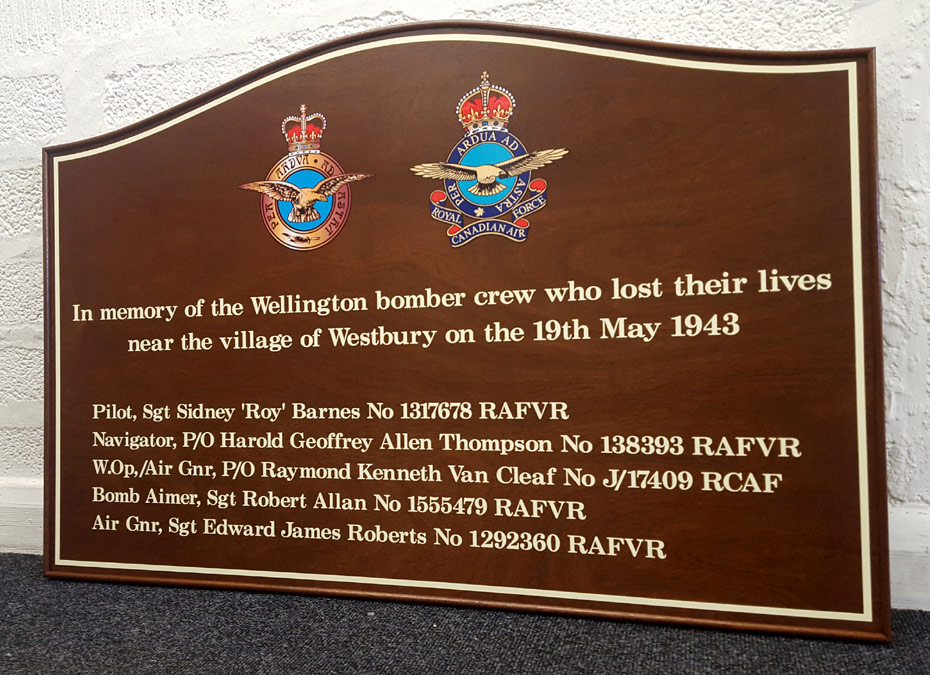 PER ARDVA AD ASTRA
PER ARDUA AD ASTRA
ROYAL CANADIAN AIR FORCE
In memory of the Wellington bomber crew who lost their lives
near the village of Westbury on the 19th May 1943
Pilot, Sgt Sidney 'Roy' Barnes No 1317678 RAFVR
Navigator, P/O Harold Geoffrey Allen Thompson No 138393 RAFVR
W.Op,/Air Gnr, P/O Raymond Kenneth Van Cleaf No J/17409 RCAF
Bomb Aimer, Sgt Robert Allan No 1555479 RAFVR
Air Gnr, Sgt Edward James Roberts No 1292360 RAFVR